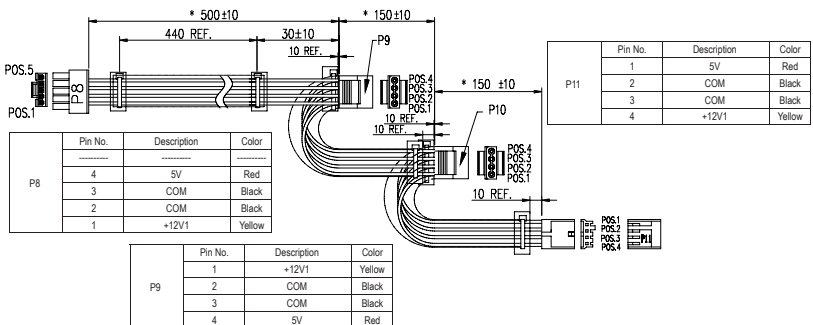 * 500±10
* 150±10
440 REF.
30±10
10 REF.
P9
POS.5
P8
POS.1
POS.4
POS.3
POS.2
POS.1
* 150 ±10
P10
10 REF.
10 REF.
POS.4
POS.3
POS.2
POS.1
10 REF.
POS.1
POS.2
POS.3
POS.4
P11
P11
Pin No. Description Color
1 5V Red
2 COM Black
3 COM Black
4 +12V1 Yellow
P8
Pin No. Description Color
---------- ---------- ----------
4 5V Red
3 COM Black
2 COM Black
1 +12V1 Yellow
P9
Pin No. Description Color
1 +12V1 Yellow
2 COM Black
3 COM Black
4 5V Red